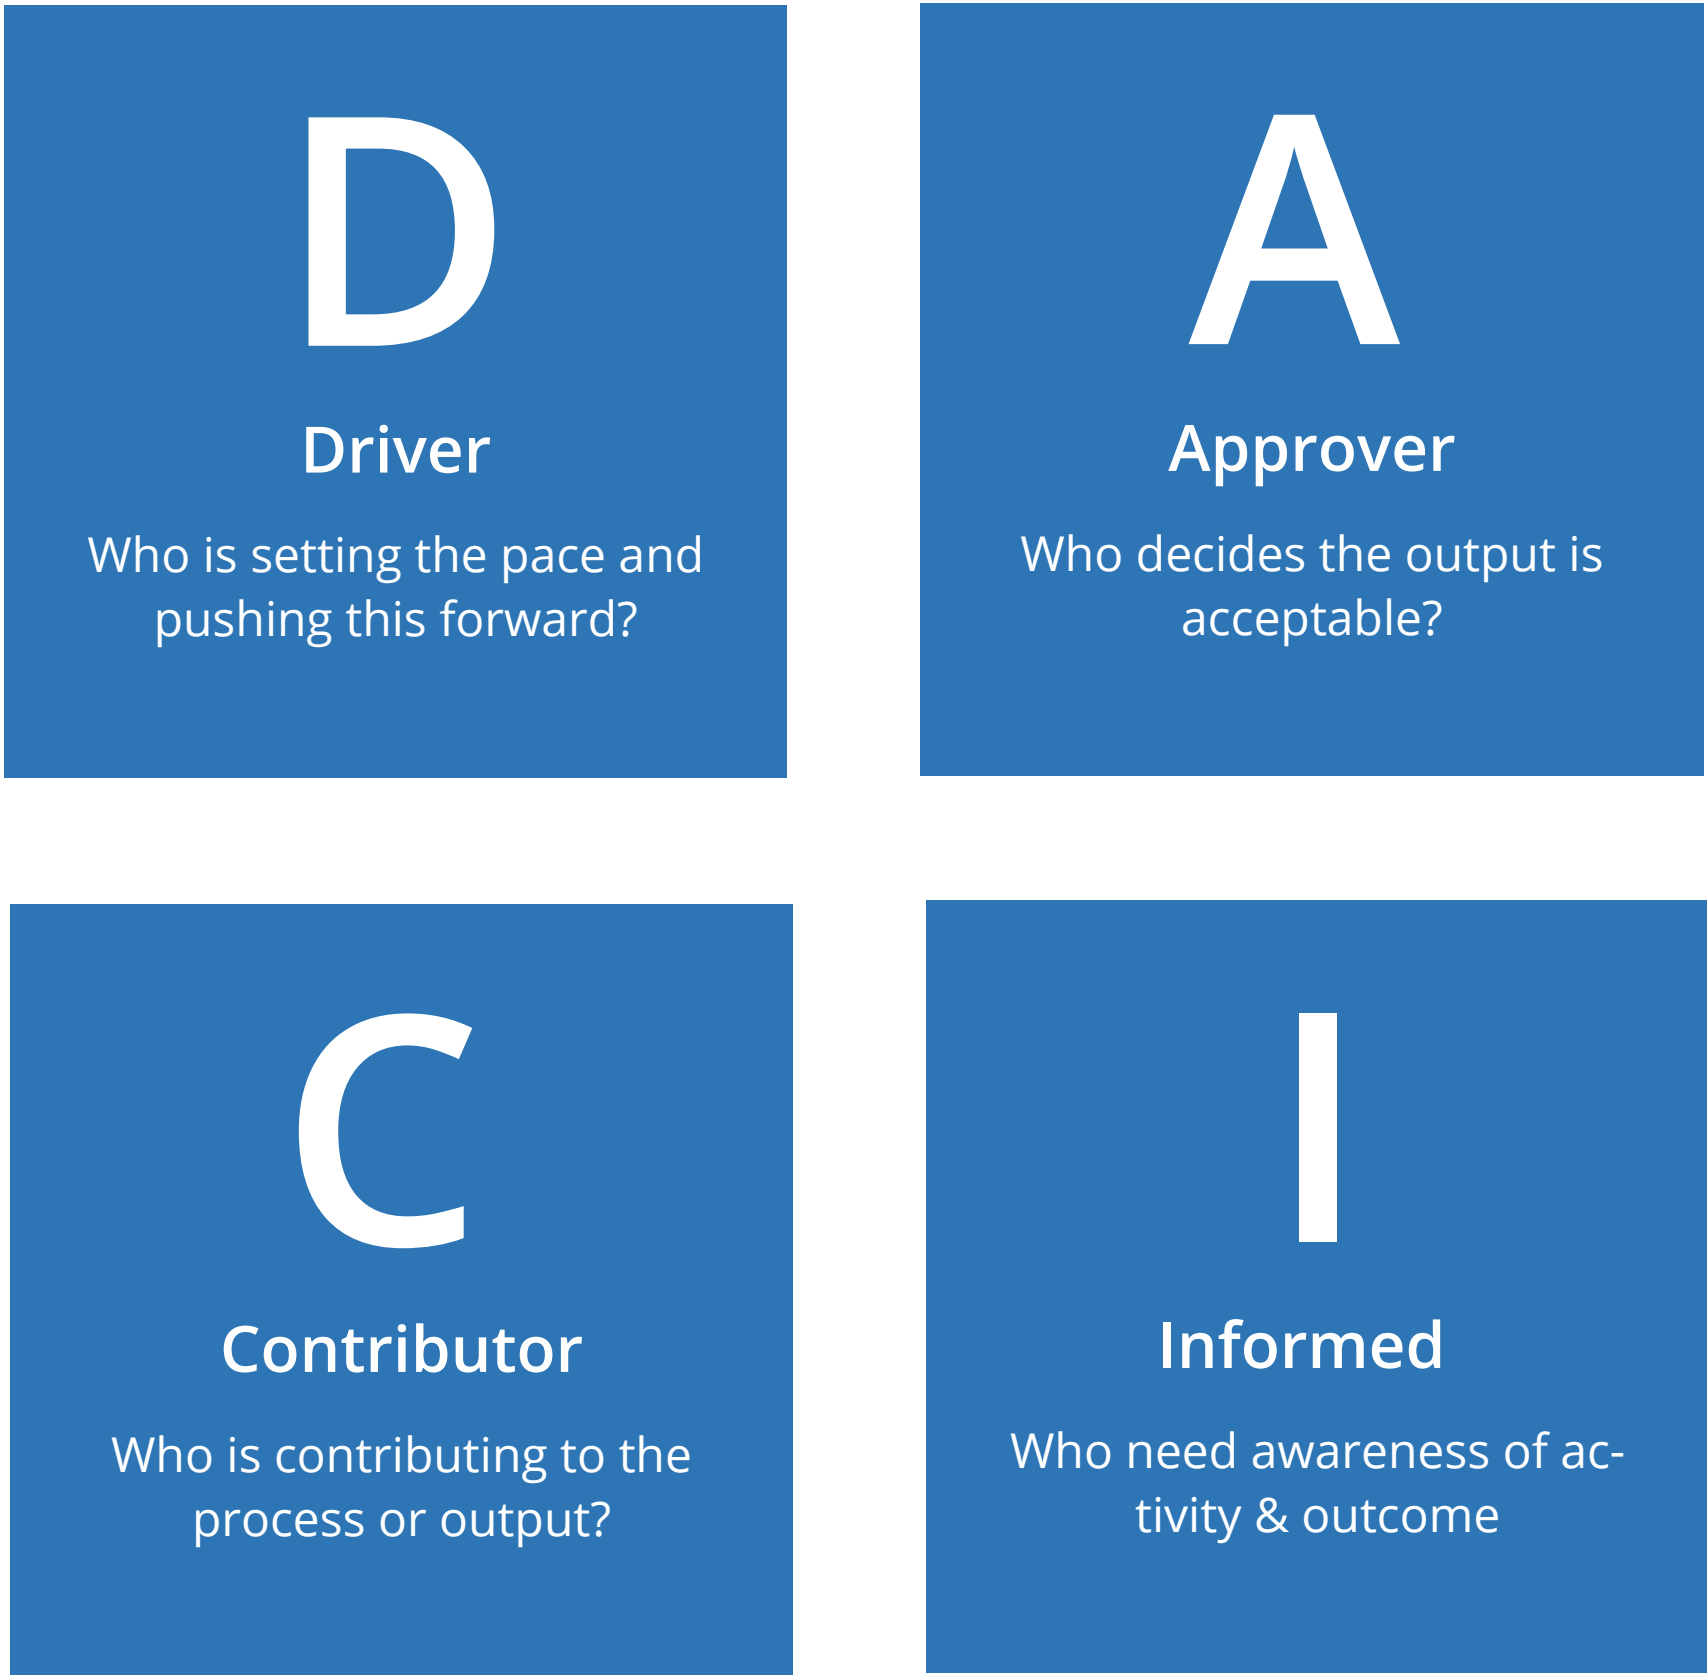 D
Driver
Who is setting the pace and
pushing this forward?
A
Approver
Who decides the output is
acceptable?
C
Contributor
Who is contributing to the
process or output?
I
Informed
Who need awareness of ac-
tivity & outcome